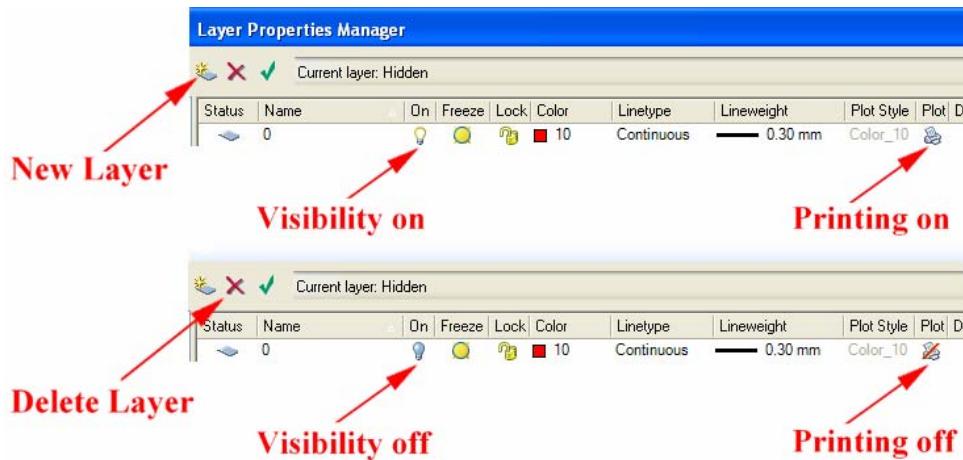 Layer Properties Manager
Current layer: Hidden
Status Name On Freeze Lock Color Linetype Lineweight Plot Style Plot D
0 10 Continuous 0.30 mm Color_10
New Layer
Visibility on
Printing on
Current layer: Hidden
Status Name On Freeze Lock Color Linetype Lineweight Plot Style Plot D
0 10 Continuous 0.30 mm Color_10
Delete Layer
Visibility off
Printing off